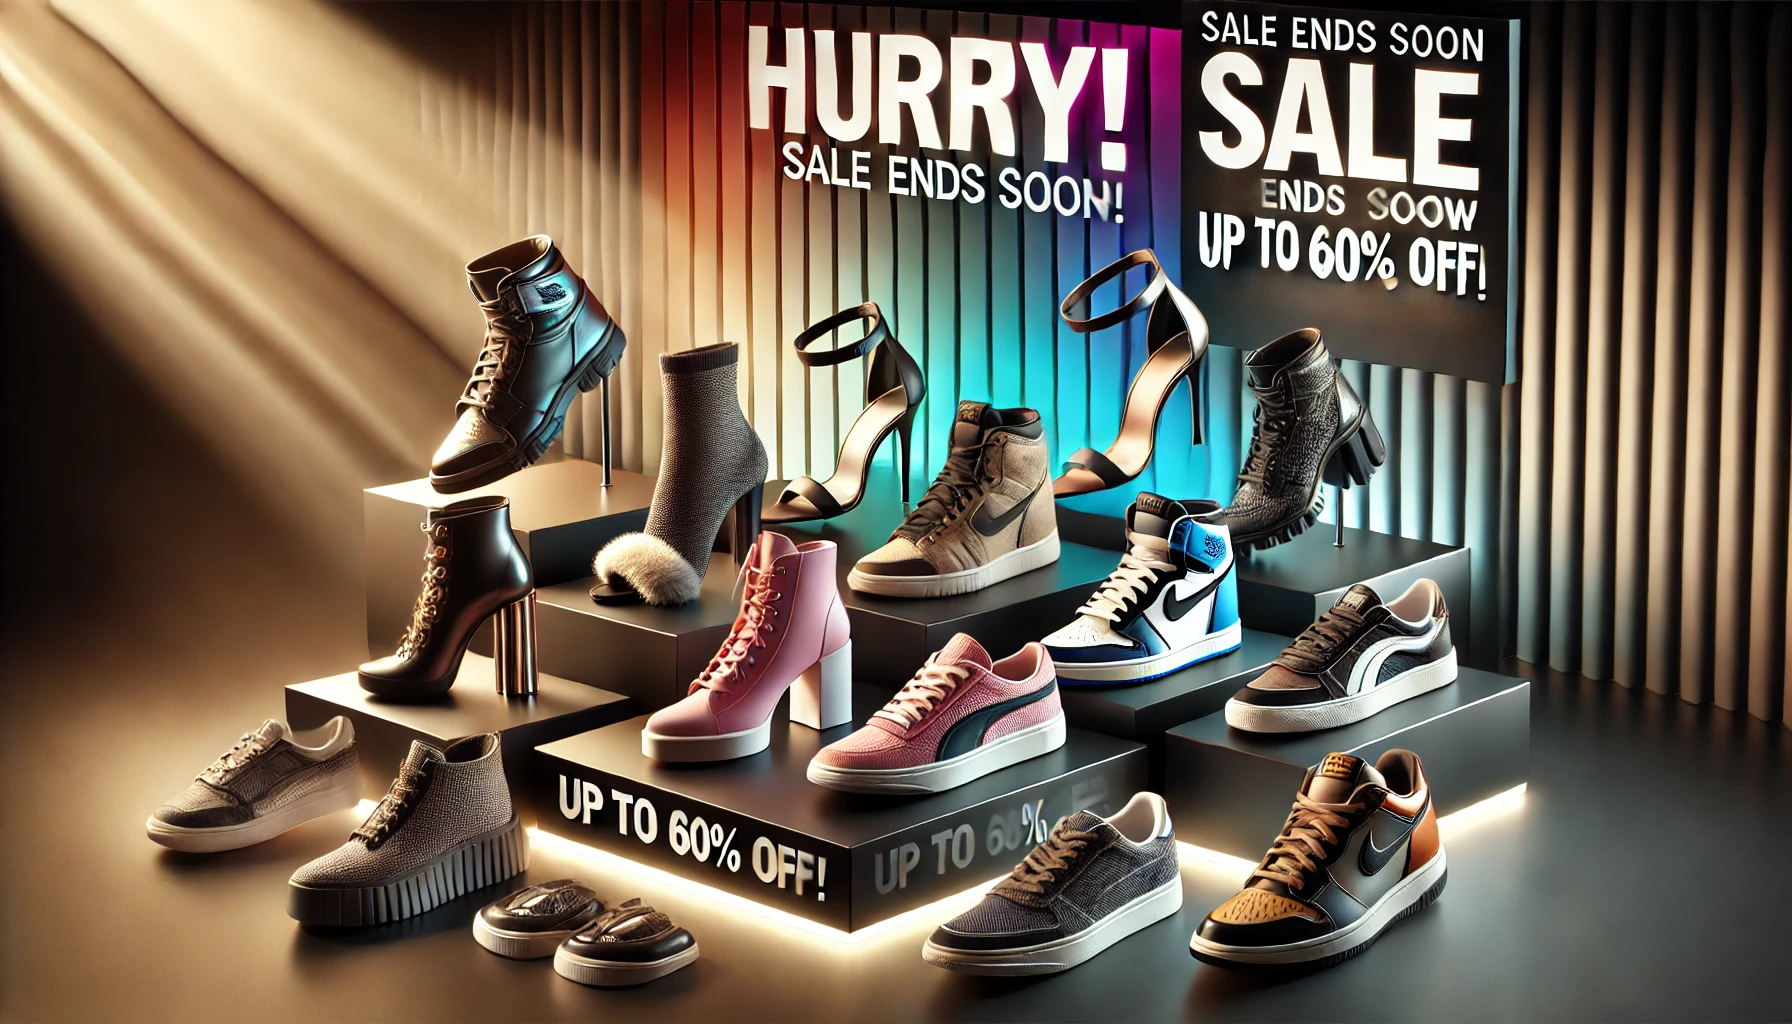 HURRY!
SALE ENDS SOON!
SALE ENDS SOON
SALE
ENDS SOOW
UP TO 60% OFF!
UP TO 60% OFF!
UP TO